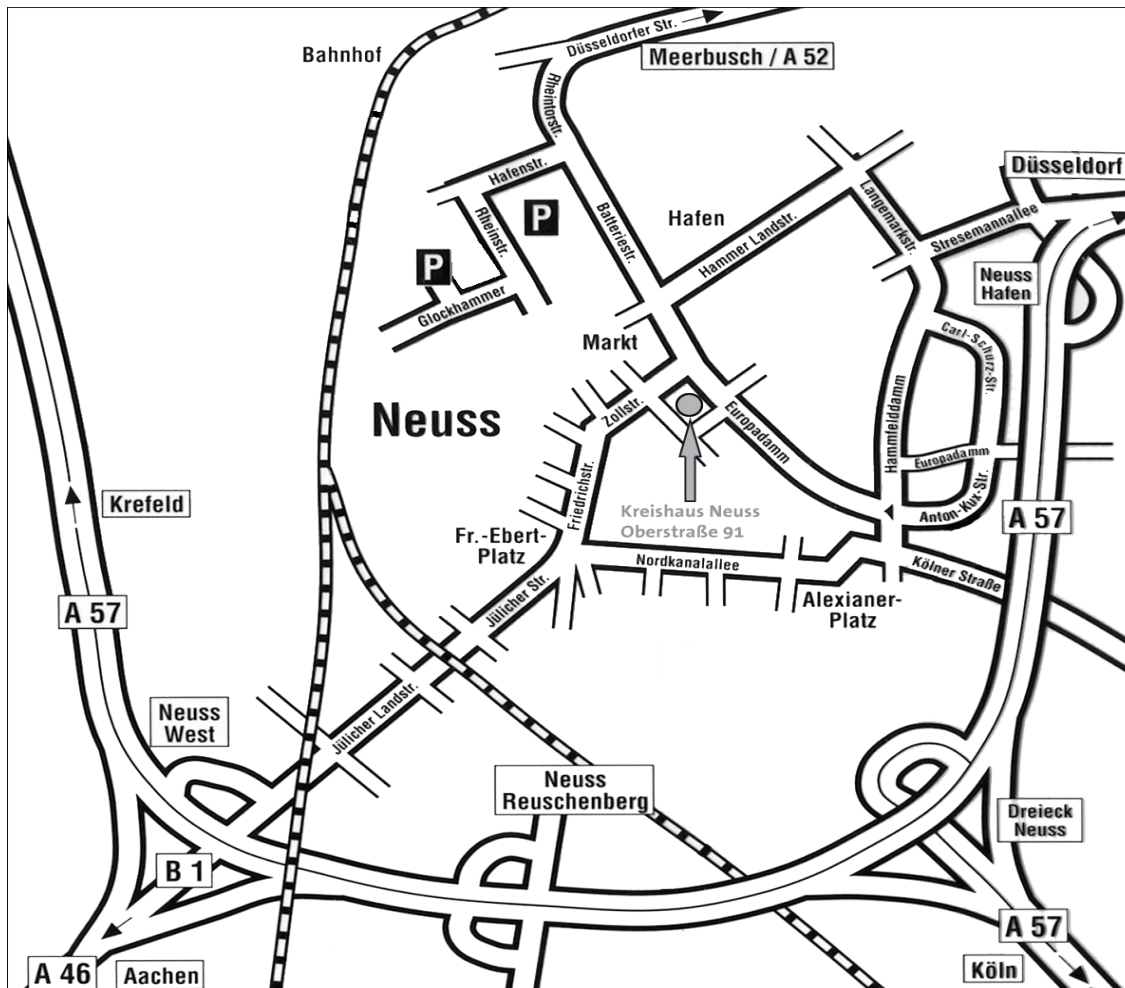 Bahnhof
Düsseldorfer Str.
Meerbusch / A 52
Rheintorstr.
Hafenstr.
Düsseldorf
Langemarkstr.
Rheinstr.
P
Batteriestr.
Hafen
Hammer Landstr.
Stresemannallee
P
Neuss
Hafen
Glockhammer
Markt
Carl-Schurz-Str.
Neuss
Zollstr.
Europadamm
Hammfelddamm
Europadamm
Krefeld
Friedrichstr.
Kreishaus Neuss
Oberstraße 91
Anton-Kux-Str.
A 57
Fr.-Ebert-
Platz
Nordkanalallee
Kölner Straße
A 57
Jülicher Str.
Alexianer-
Platz
Neuss
West
Jülicher Landstr.
Neuss
Reuschenberg
Dreieck
Neuss
B 1
A 57
A 46
Aachen
Köln